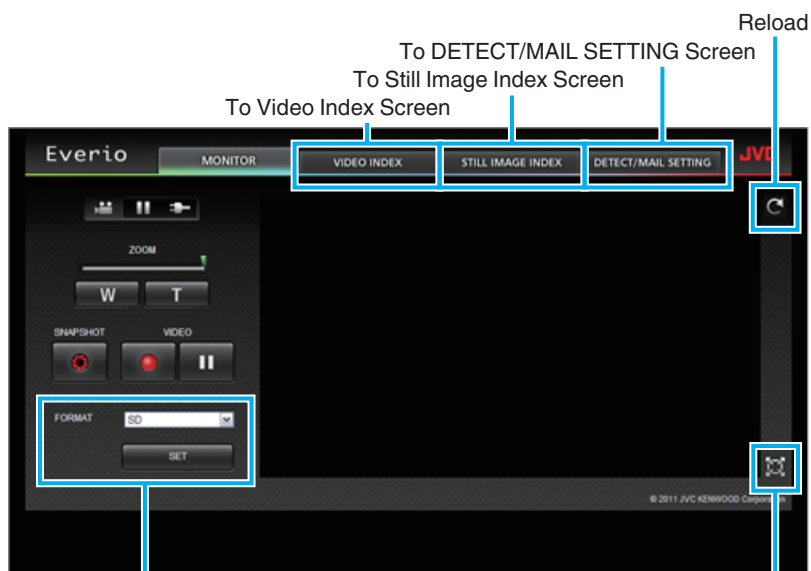 Reload
To DETECT/MAIL SETTING Screen
To Still Image Index Screen
To Video Index Screen
Everio
MONITOR
VIDEO INDEX
STILL IMAGE INDEX
DETECT/MAIL SETTING
JVC
ZOOM
W T
SNAPSHOT VIDEO
FORMAT SD
SET
© 2011 JVC KENWOOD Corporation